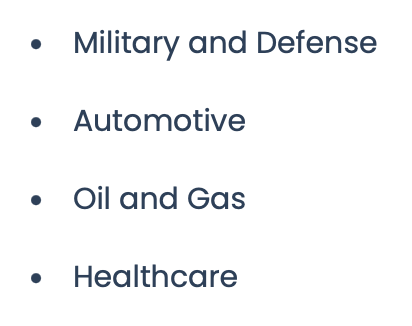 • Military and Defense
• Automotive
• Oil and Gas
• Healthcare